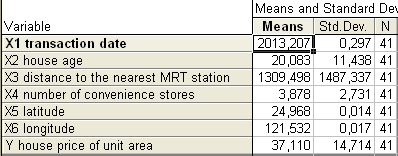 Means and Standard Dev
Variable Means Std.Dev. N
X1 transaction date 2013,207 0,297 41
X2 house age 20,083 11,438 41
X3 distance to the nearest MRT station 1309,498 1487,337 41
X4 number of convenience stores 3,878 2,731 41
X5 latitude 24,968 0,014 41
X6 longitude 121,532 0,017 41
Y house price of unit area 37,110 14,714 41